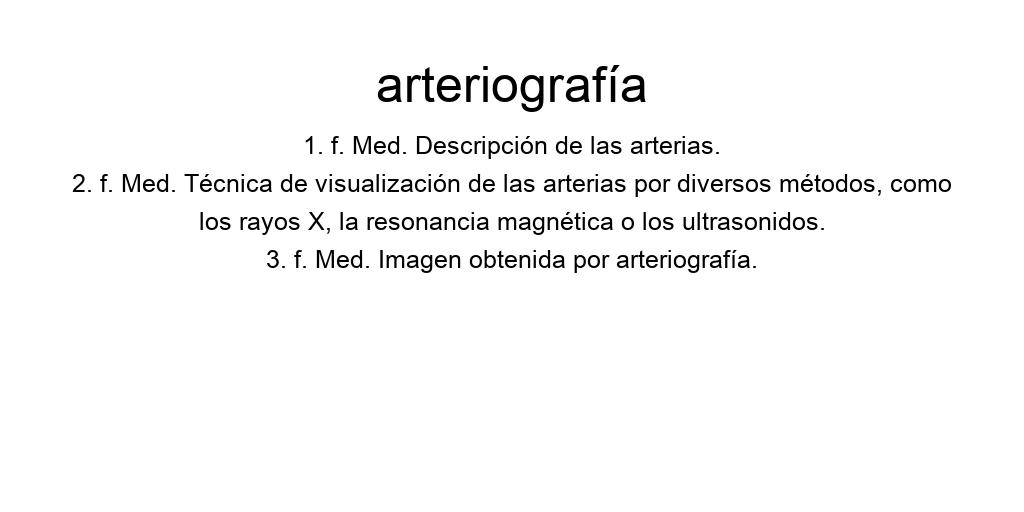 arteriografía
1. f. Med. Descripción de las arterias.
2. f. Med. Técnica de visualización de las arterias por diversos métodos, como
los rayos X, la resonancia magnética o los ultrasonidos.
3. f. Med. Imagen obtenida por arteriografía.